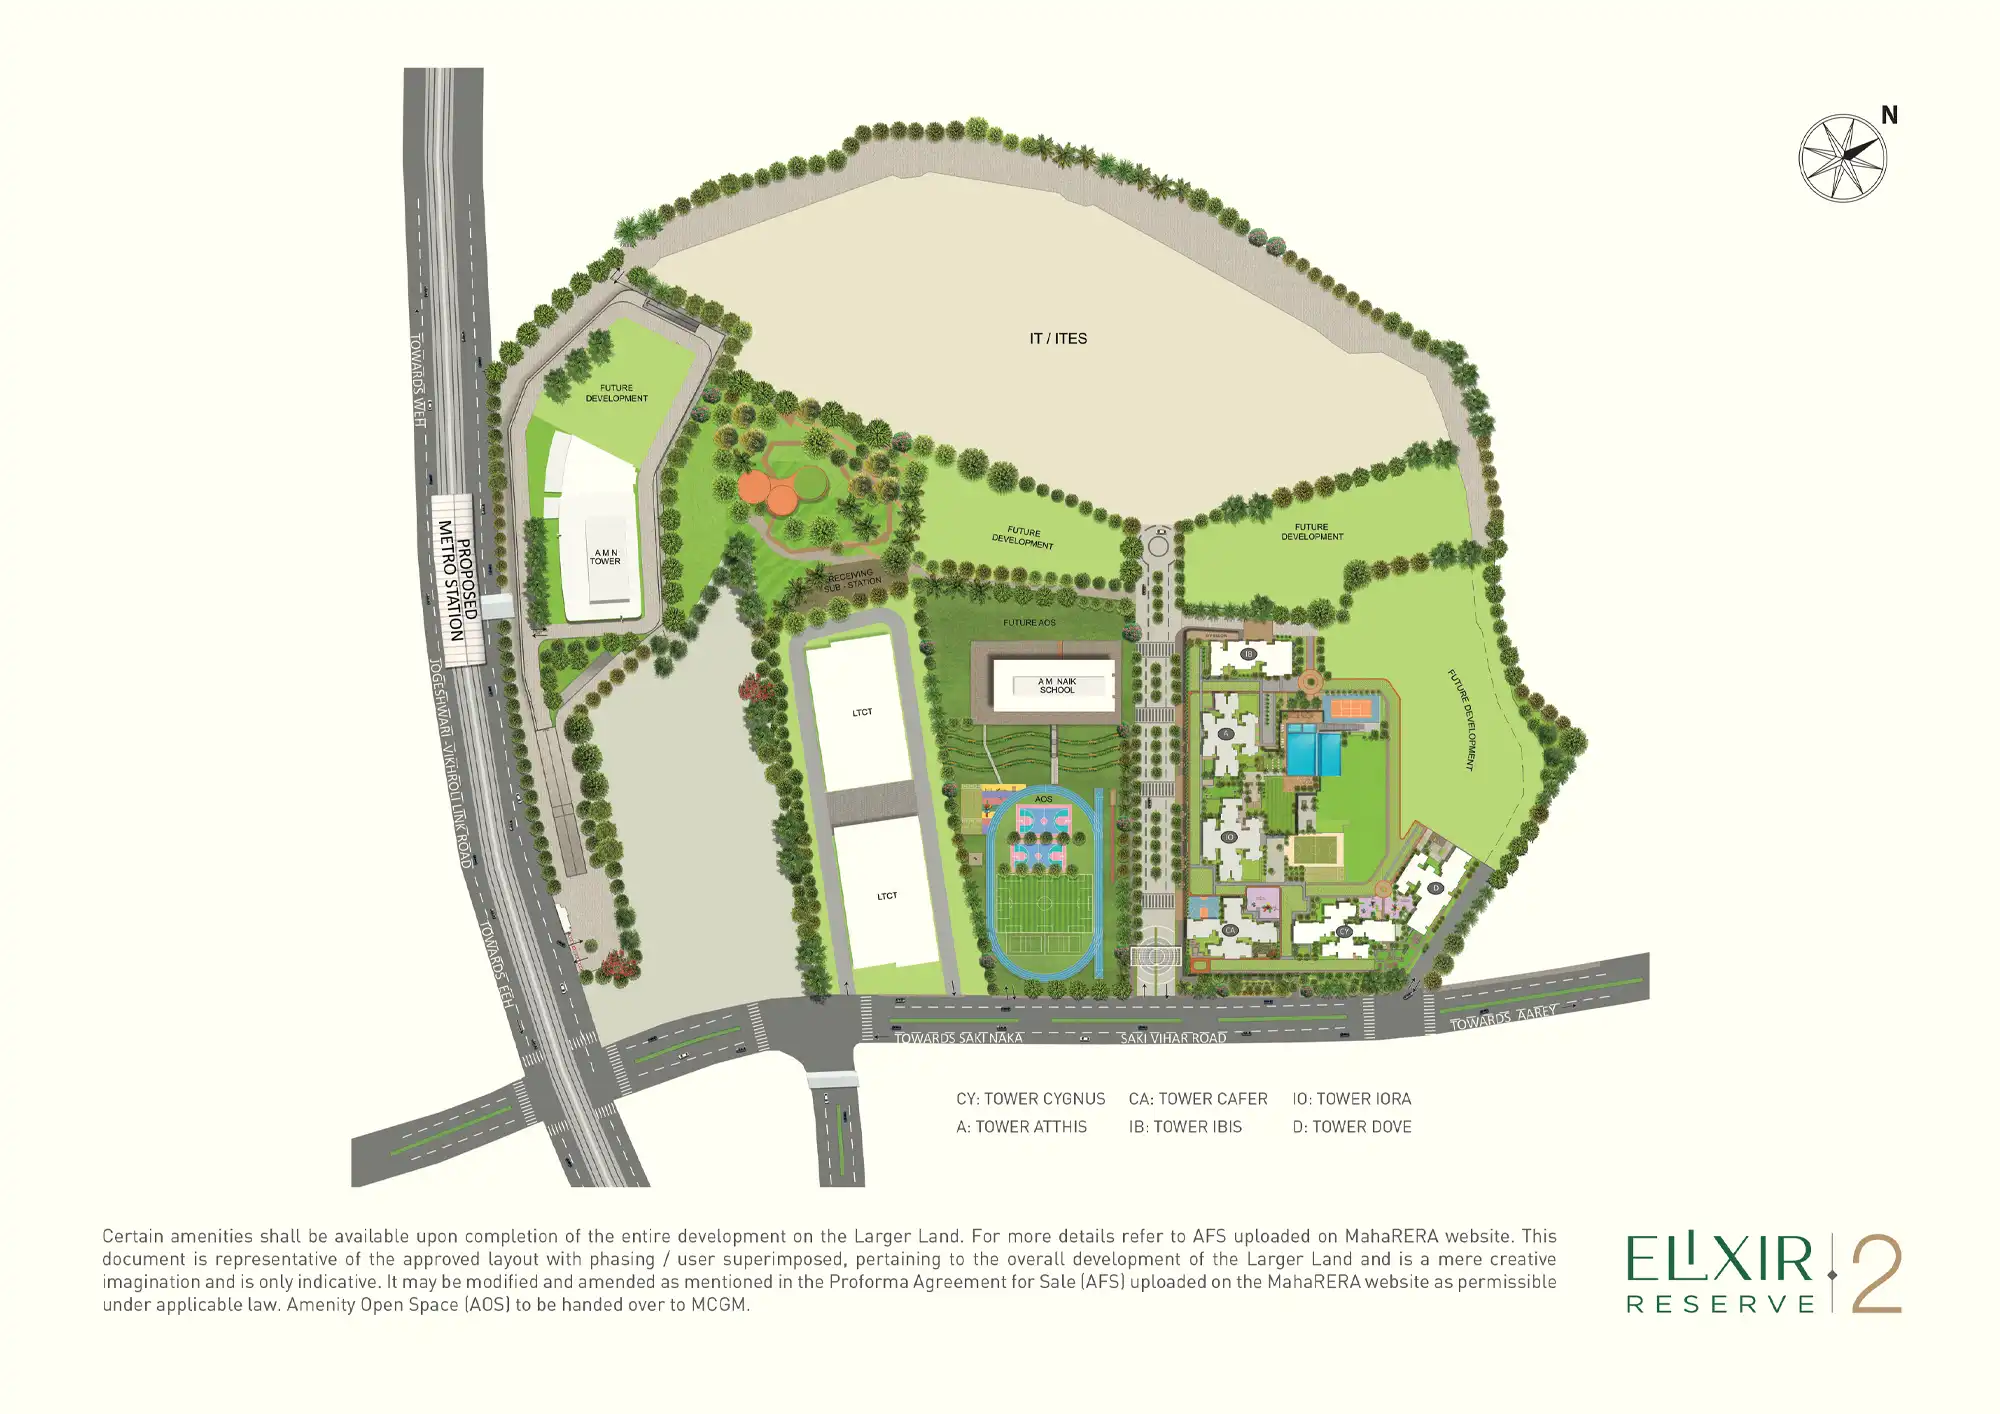 N
IT / ITES
TOWARDS WEH
FUTURE
DEVELOPMENT
PROPOSED
METRO STATION
A M N
TOWER
FUTURE
DEVELOPMENT
FUTURE
DEVELOPMENT
RECEIVING
SUB - STATION
FUTURE AOS
A M NAIK
SCHOOL
IB
FUTURE DEVELOPMENT
JOGESHWARI-VIKHROLI LINK ROAD
LTCT
A
AOS
IO
LTCT
D
CA
CY
TOWARDS EEH
TOWARDS SAKI NAKA
SAKI VIHAR ROAD
TOWARDS AAREY
CY: TOWER CYGNUS CA: TOWER CAFER IO: TOWER IORA
A: TOWER ATTHIS IB: TOWER IBIS D: TOWER DOVE
Certain amenities shall be available upon completion of the entire development on the Larger Land. For more details refer to AFS uploaded on MahaRERA website. This
document is representative of the approved layout with phasing / user superimposed, pertaining to the overall development of the Larger Land and is a mere creative
imagination and is only indicative. It may be modified and amended as mentioned in the Proforma Agreement for Sale (AFS) uploaded on the MahaRERA website as permissible
under applicable law. Amenity Open Space (AOS) to be handed over to MCGM.
ELIXIR
RESERVE
2